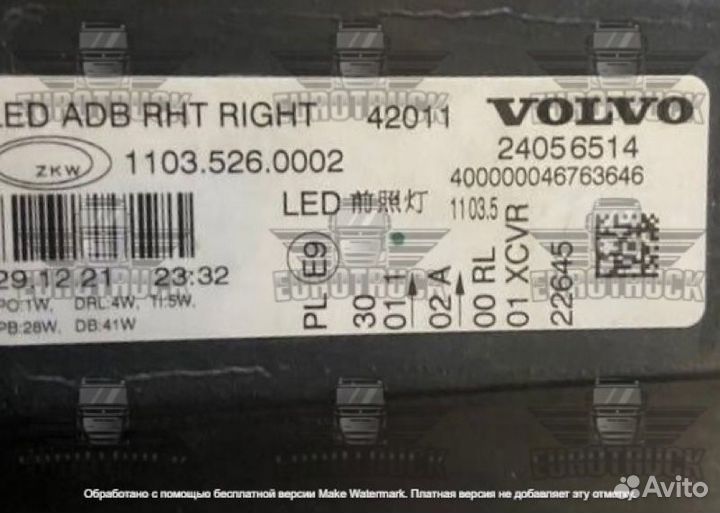 LED ADB RHT RIGHT 42011 VOLVO
ZKW 1103.526.0002 24056514
400000046763646
LED 前照灯 1103.5
29.12.21 23:32
PO:1W, DRL:4W, TI:5W,
PB:28W, DB:41W
PL E9
30
01 1
02 A
00 RL
01 XCVR
22645
EUROTRUCK
Обработано с помощью бесплатной версии Make Watermark. Платная версия не добавляет эту отметку.
Avito